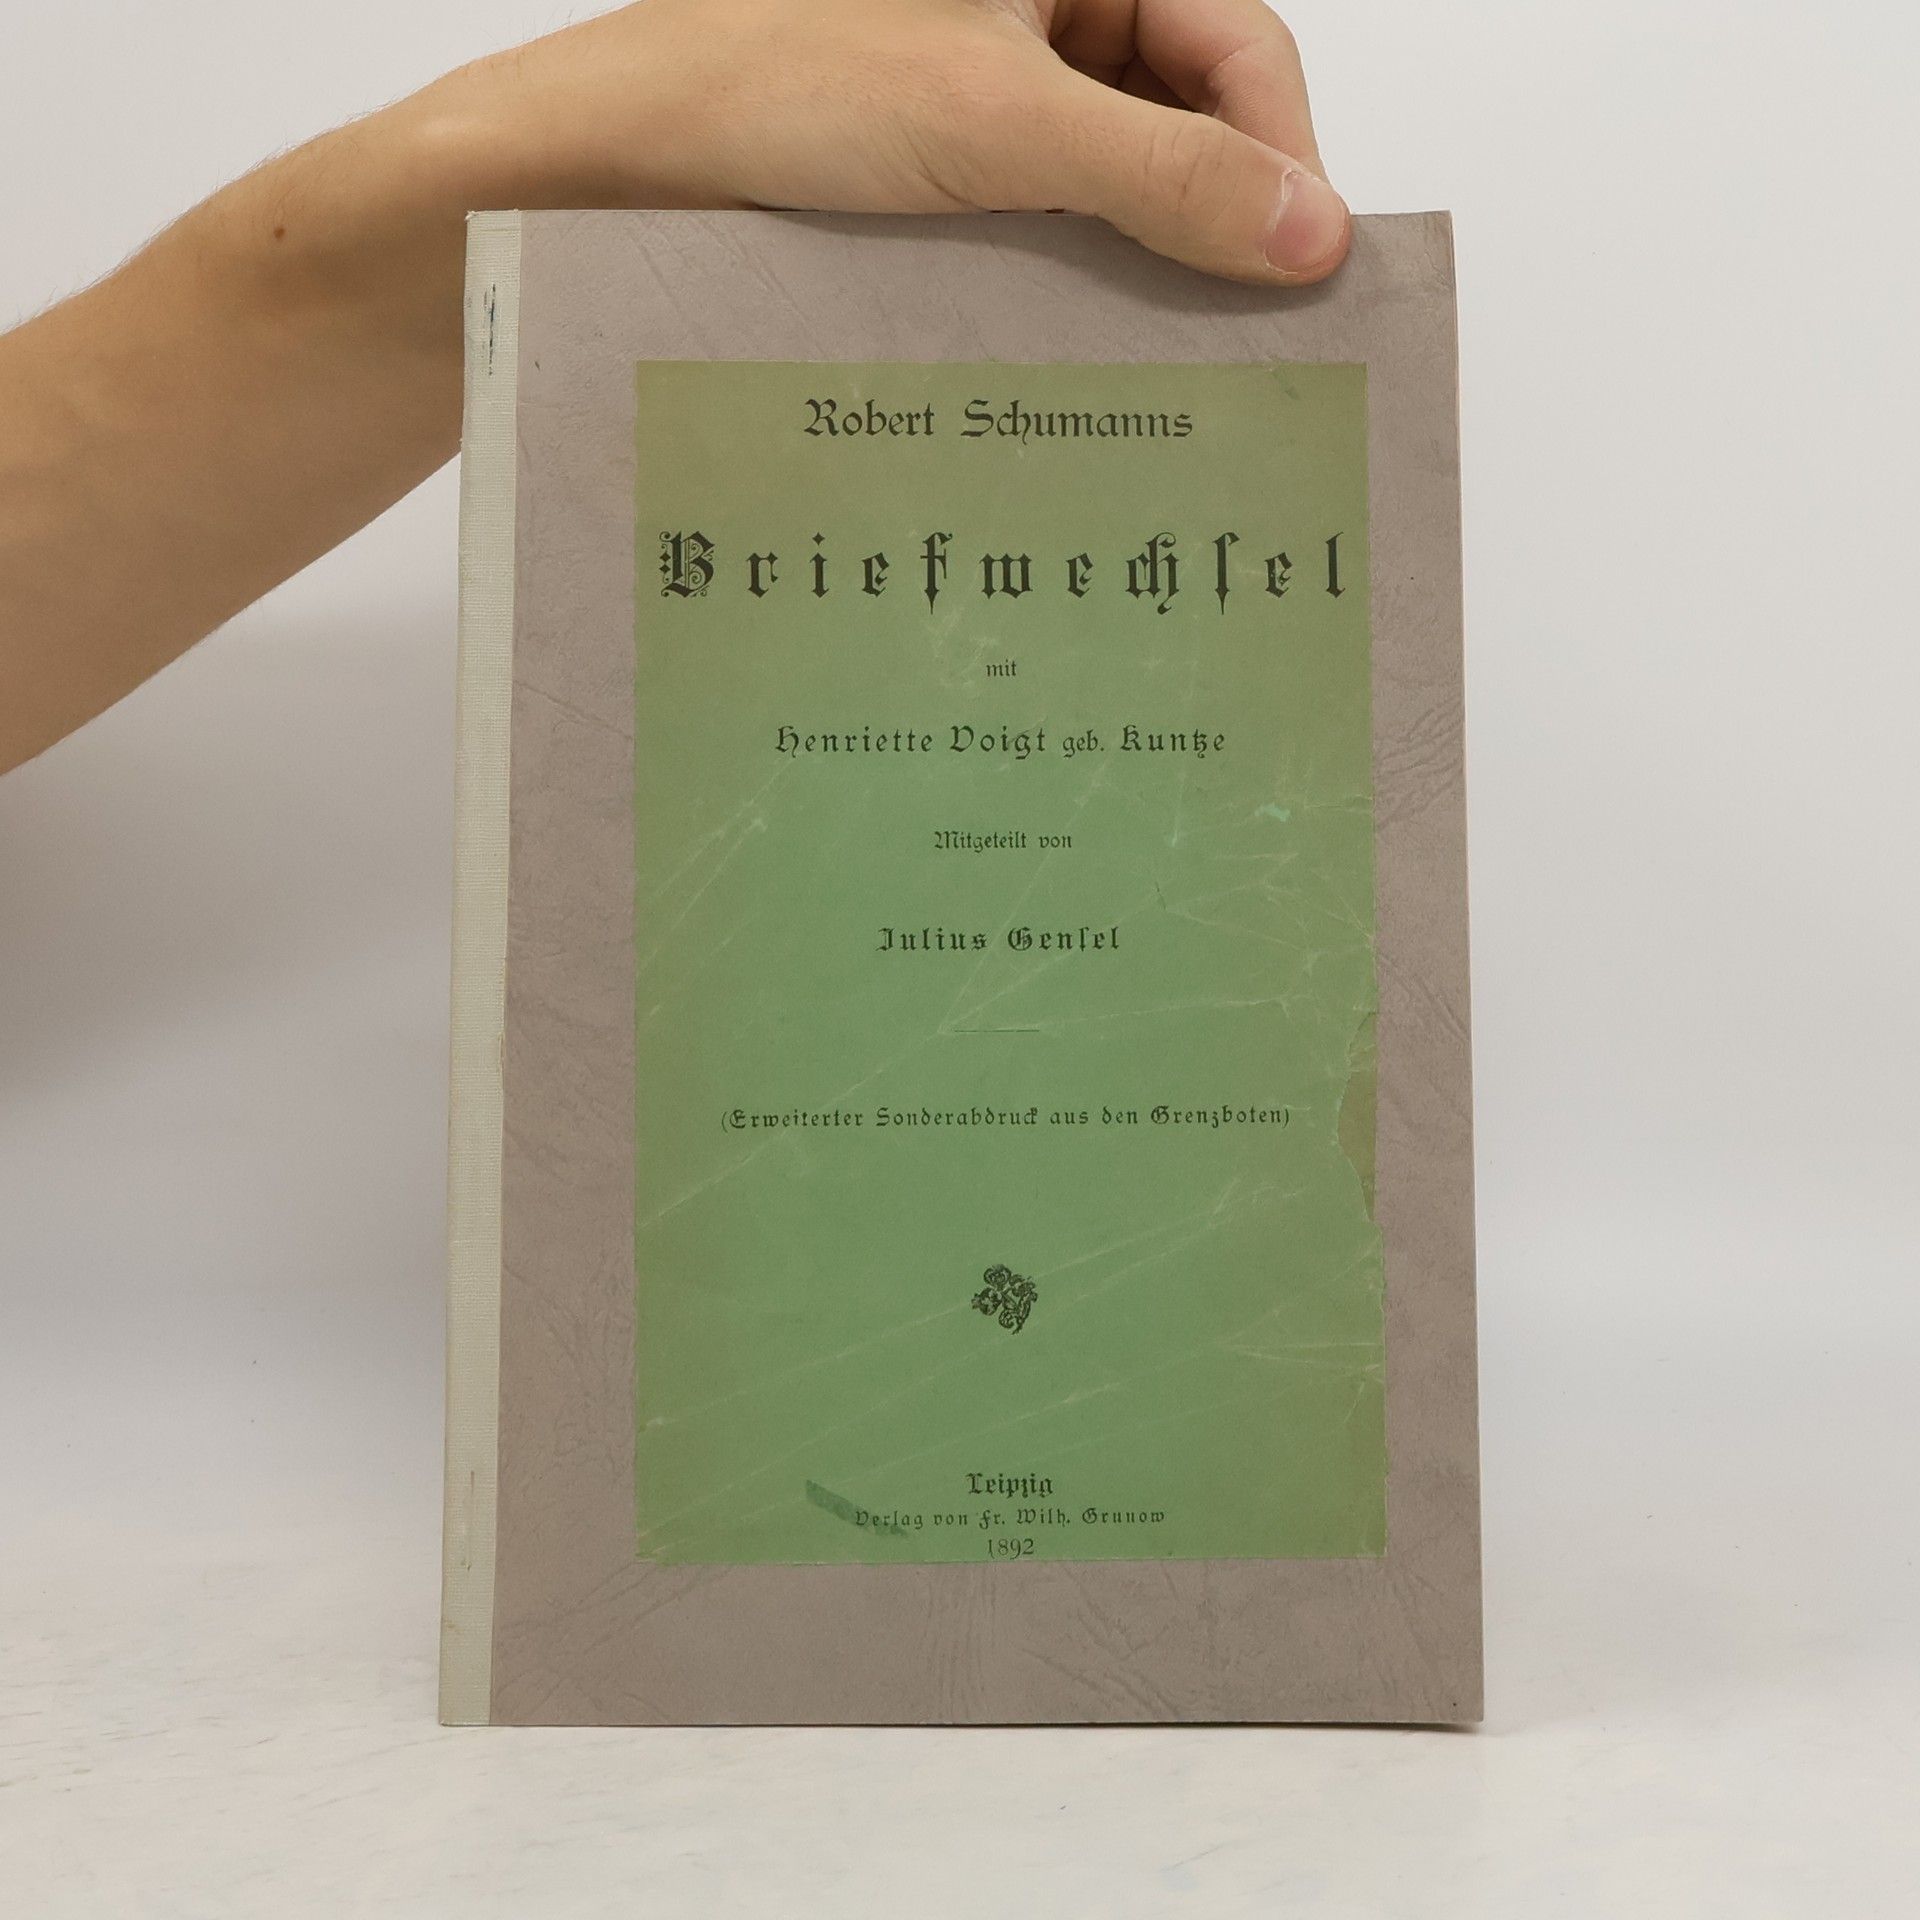 Robert Schumanns
Briefwechſel
mit
Henriette Voigt geb. Kuntze
Mitgeteilt von
Julius Genſel
(Erweiterter Sonderabdruck aus den Grenzboten)
Leipzig
Verlag von Fr. Wilh. Grunow
1892